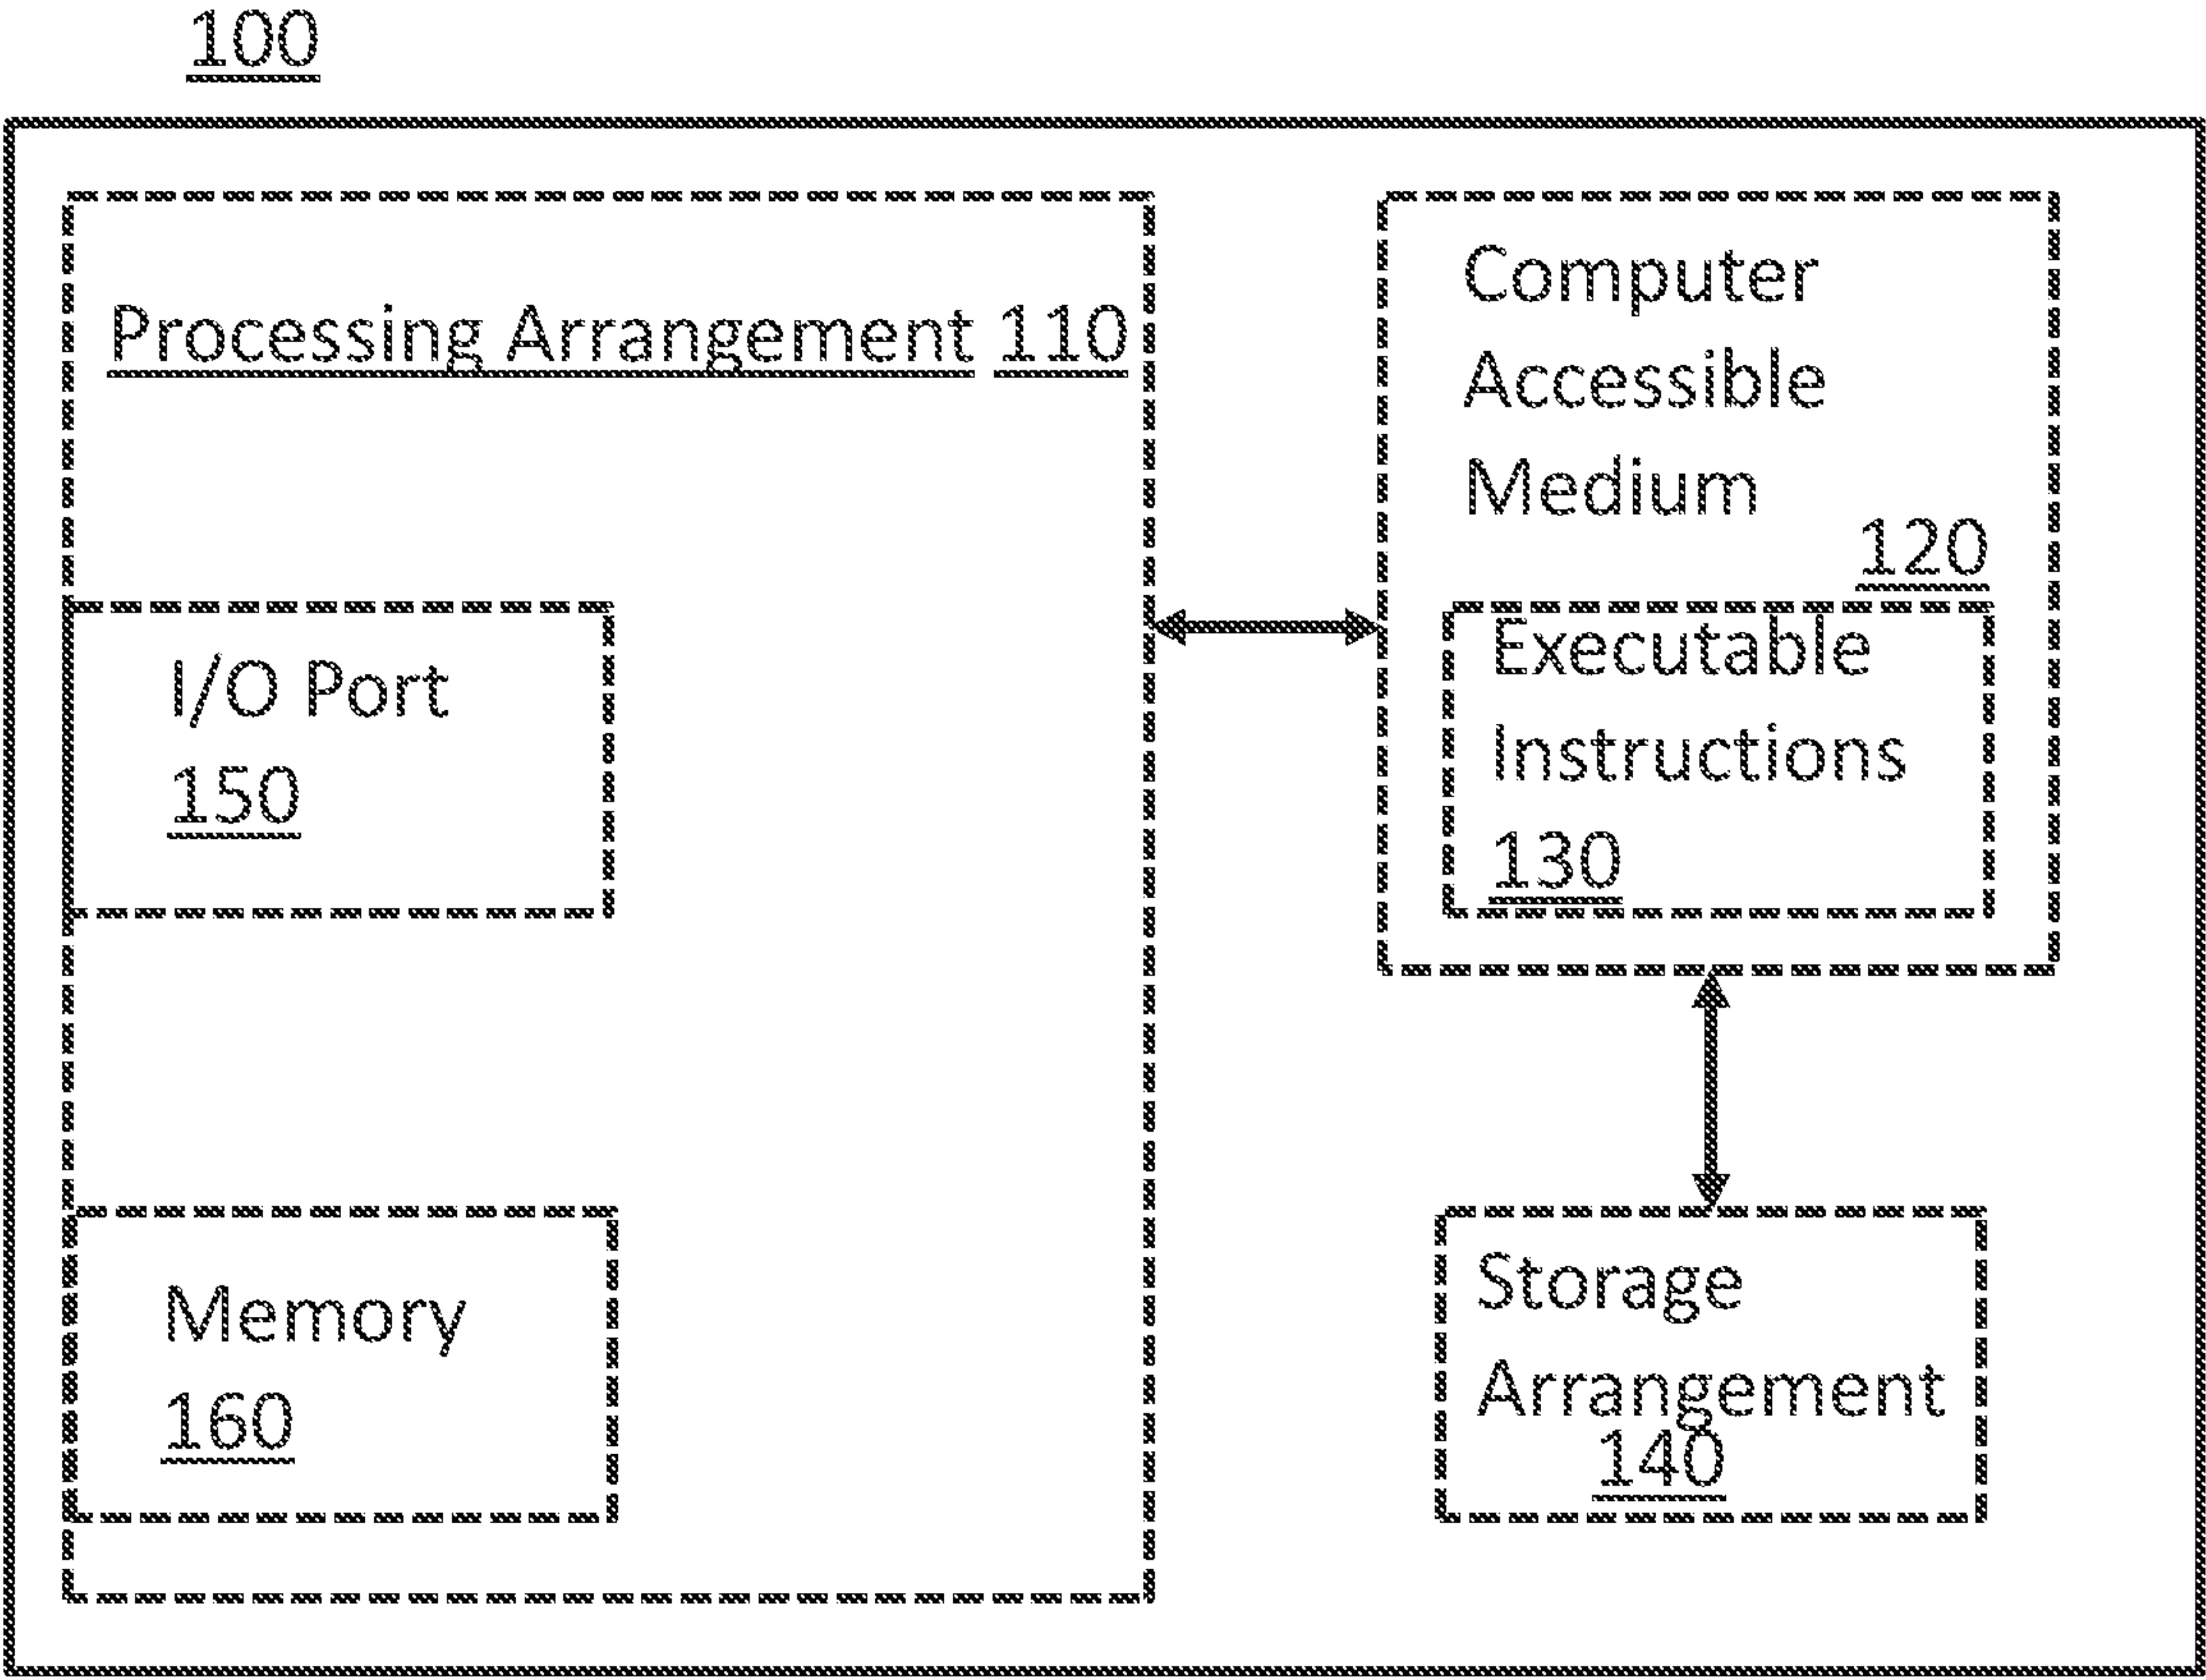 100
Processing Arrangement 110
I/O Port
150
Memory
160
Computer
Accessible
Medium
120
Executable
Instructions
130
Storage
Arrangement
140